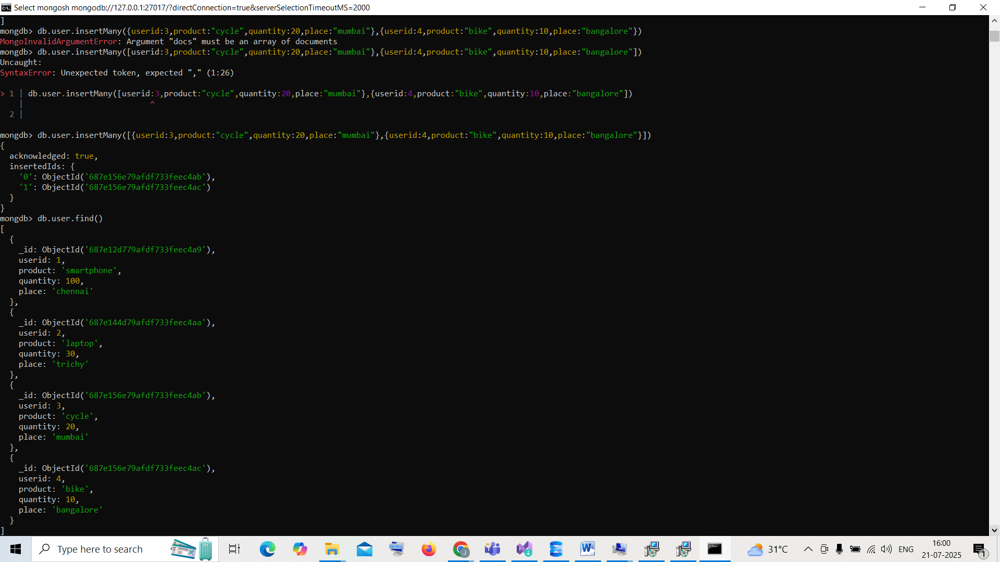 Select mongosh mongodb://127.0.0.1:27017/?directConnection=true&serverSelectionTimeoutMS=2000
]
mongdb> db.user.insertMany({userid:3,product:"cycle",quantity:20,place:"mumbai"},{userid:4,product:"bike",quantity:10,place:"bangalore"})
MongoInvalidArgumentError: Argument "docs" must be an array of documents
mongdb> db.user.insertMany([userid:3,product:"cycle",quantity:20,place:"mumbai"},{userid:4,product:"bike",quantity:10,place:"bangalore"])
Uncaught:
SyntaxError: Unexpected token, expected "," (1:26)
> 1 | db.user.insertMany([userid:3,product:"cycle",quantity:20,place:"mumbai"},{userid:4,product:"bike",quantity:10,place:"bangalore"])
| ^
2 |
mongdb> db.user.insertMany([{userid:3,product:"cycle",quantity:20,place:"mumbai"},{userid:4,product:"bike",quantity:10,place:"bangalore"}])
{
acknowledged: true,
insertedIds: {
'0': ObjectId('687e156e79afdf733feec4ab'),
'1': ObjectId('687e156e79afdf733feec4ac')
}
}
mongdb> db.user.find()
[
{
_id: ObjectId('687e12d779afdf733feec4a9'),
userid: 1,
product: 'smartphone',
quantity: 100,
place: 'chennai'
},
{
_id: ObjectId('687e144d79afdf733feec4aa'),
userid: 2,
product: 'laptop',
quantity: 30,
place: 'trichy'
},
{
_id: ObjectId('687e156e79afdf733feec4ab'),
userid: 3,
product: 'cycle',
quantity: 20,
place: 'mumbai'
},
{
_id: ObjectId('687e156e79afdf733feec4ac'),
userid: 4,
product: 'bike',
quantity: 10,
place: 'bangalore'
}
]
Type here to search
31°C
ENG
16:00
21-07-2025
1